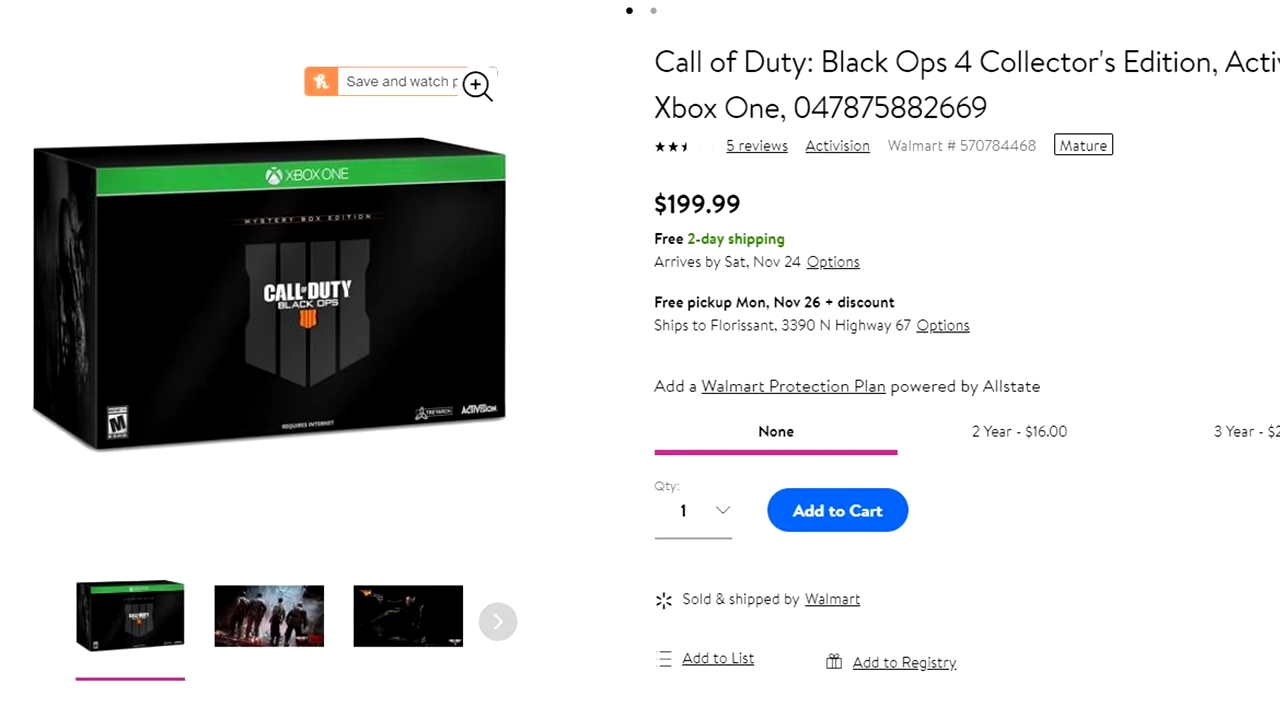 Call of Duty: Black Ops 4 Collector's Edition,
Xbox One, 047875882669
5 reviews Activision Walmart # 570784468 Mature
$199.99
Free 2-day shipping
Arrives by Sat, Nov 24 Options
Free pickup Mon, Nov 26 + discount
Ships to Florissant, 3390 N Highway 67 Options
Add a Walmart Protection Plan powered by Allstate
None 2 Year - $16.00 3 Year -
Qty:
1 Add to Cart
Sold & shipped by Walmart
Add to List Add to Registry
Save and watch
XBOX ONE
MYSTERY BOX EDITION
CALL OF DUTY
BLACK OPS
M
TREYARCH ACTIVISION
REQUIRES INTERNET